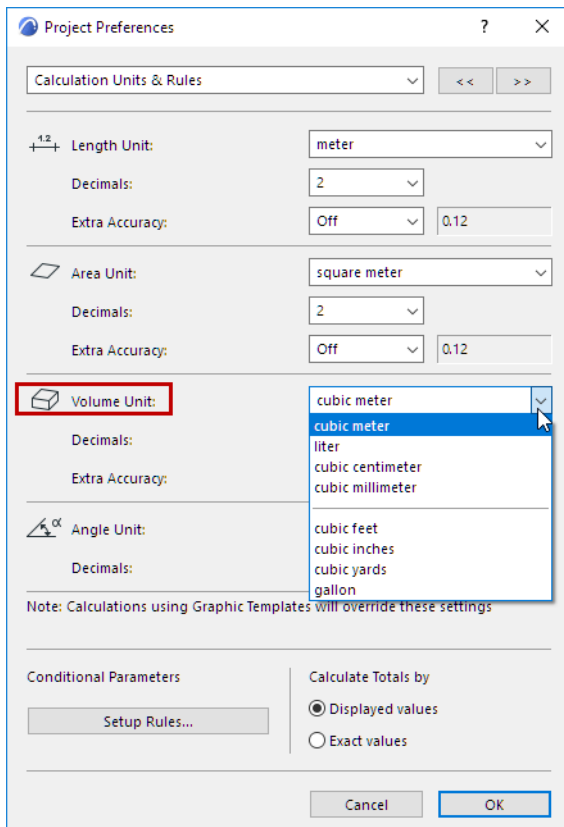 Project Preferences ?
Calculation Units & Rules << >>
1.2 Length Unit: meter
Decimals: 2
Extra Accuracy: Off 0.12
Area Unit: square meter
Decimals: 2
Extra Accuracy: Off 0.12
Volume Unit: cubic meter
cubic meter
Decimals: liter
cubic centimeter
Extra Accuracy: cubic millimeter
α Angle Unit: cubic feet
cubic inches
Decimals: cubic yards
gallon
Note: Calculations using Graphic Templates will override these settings
Conditional Parameters Calculate Totals by
Setup Rules... Displayed values
Exact values
Cancel OK